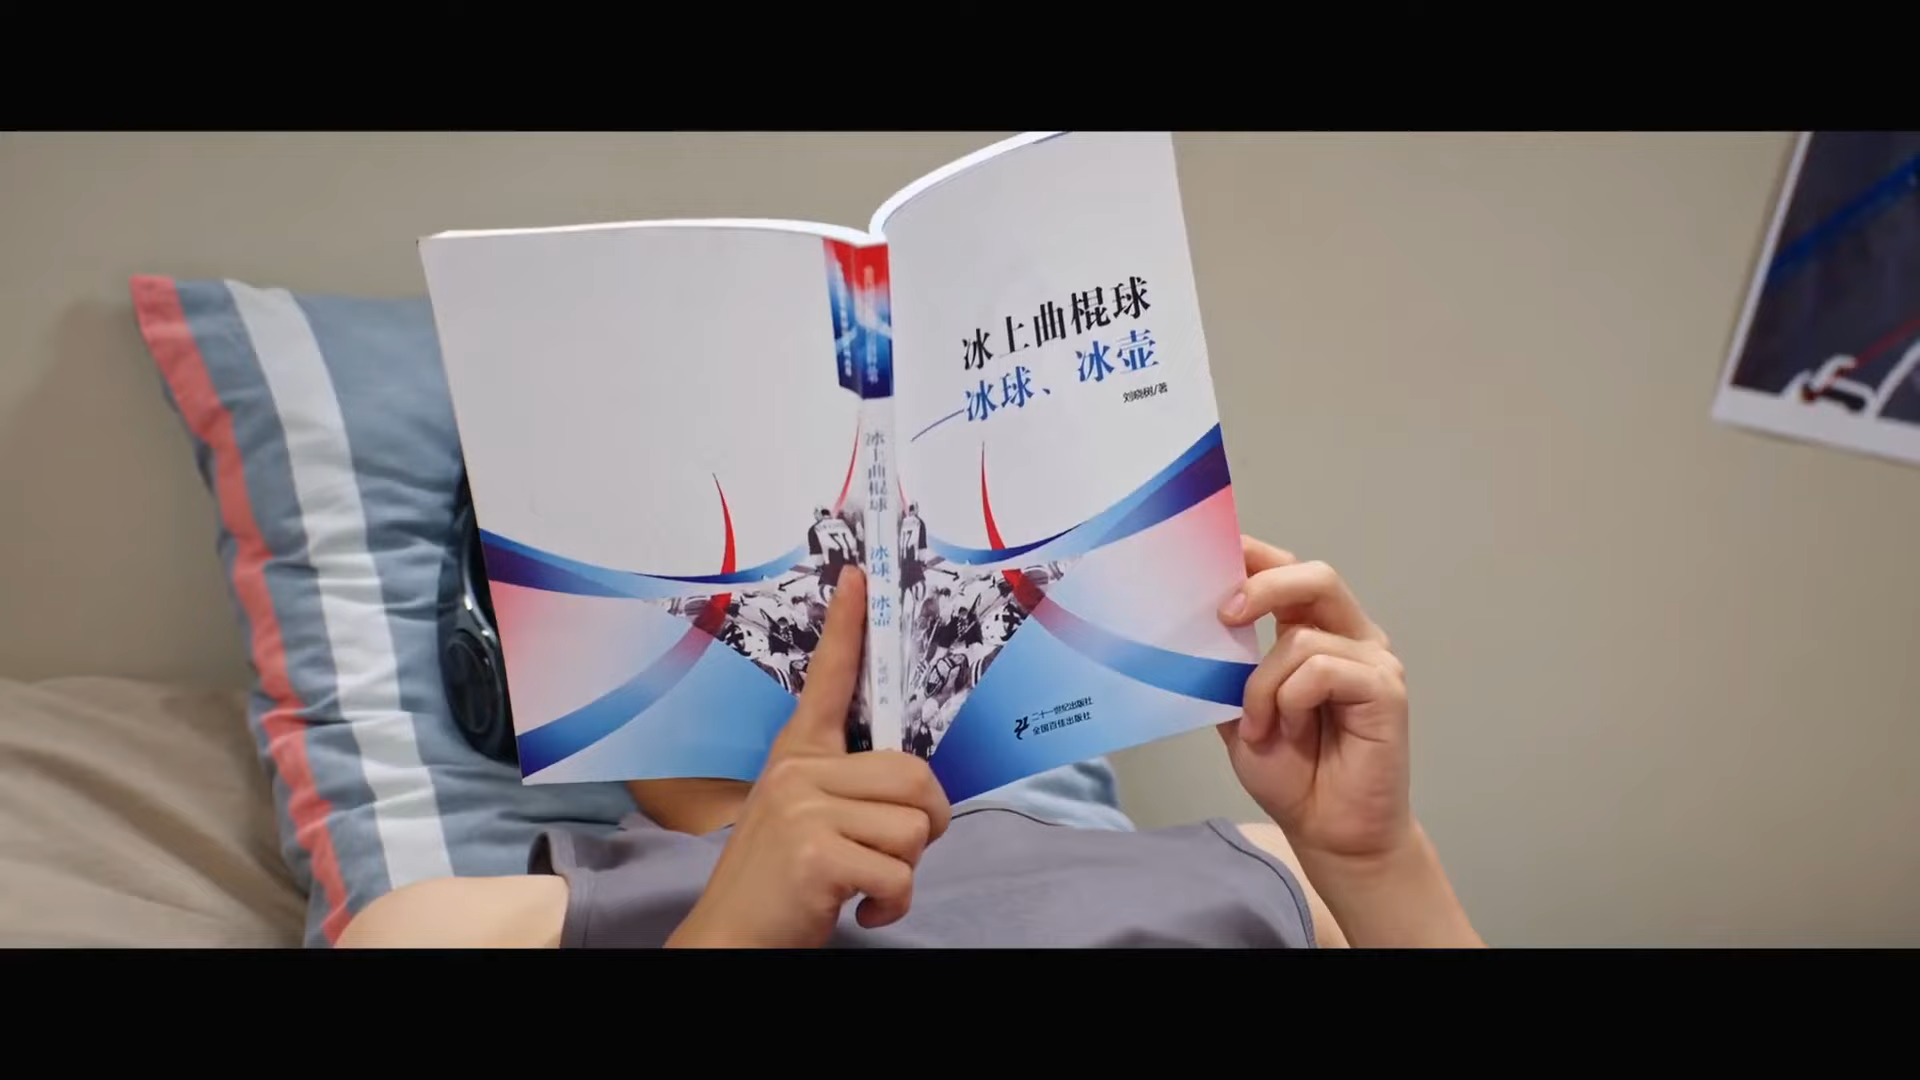 冰上曲棍球
—冰球、冰壶
刘晓树/著
冰上曲棍球——冰球、冰壶
二十一世纪出版社
全国百佳出版社